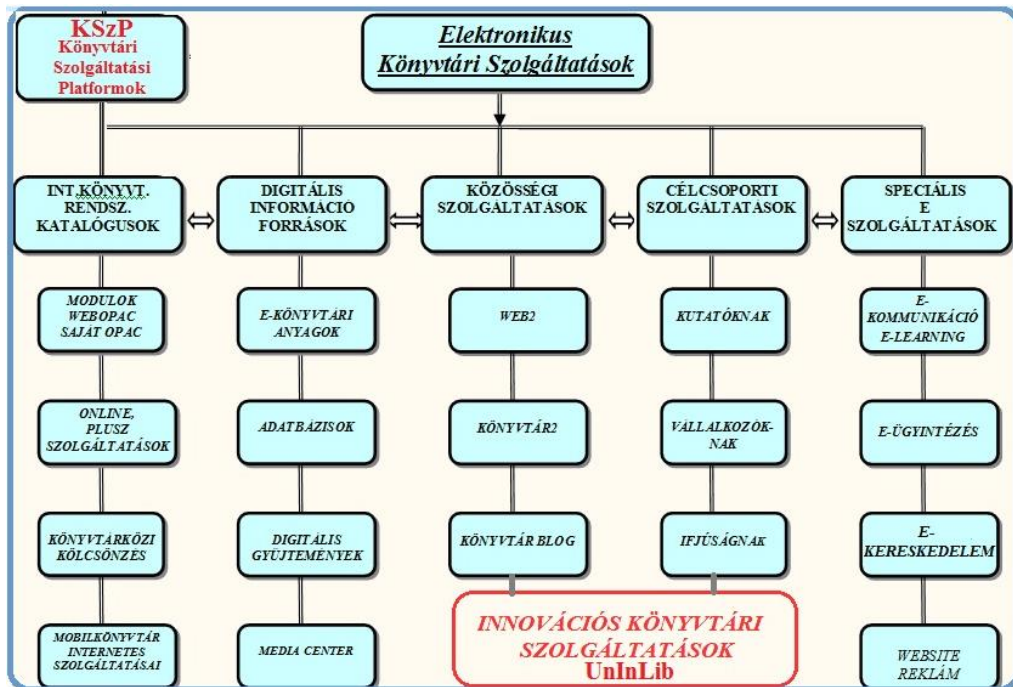 KSzP
Könyvtári
Szolgáltatási
Platformok
Elektronikus
Könyvtári Szolgáltatások
INT.KÖNYVT.
RENDSZ.
KATALÓGUSOK
DIGITÁLIS
INFORMÁCIÓ
FORRÁSOK
KÖZÖSSÉGI
SZOLGÁLTATÁSOK
CÉLCSOPORTI
SZOLGÁLTATÁSOK
SPECIÁLIS
E
SZOLGÁLTATÁSOK
MODULOK
WEBOPAC
SAJÁT OPAC
E-KÖNYVTÁRI
ANYAGOK
WEB2
KUTATÓKNAK
E-
KOMMUNIKÁCIÓ
E-LEARNING
ONLINE,
PLUSZ
SZOLGÁLTATÁSOK
ADATBÁZISOK
KÖNYVTÁR2
VÁLLALKOZÓK-
NAK
E-ÜGYINTÉZÉS
KÖNYVTÁRKÖZI
KÖLCSÖNZÉS
DIGITÁLIS
GYŰJTEMÉNYEK
KÖNYVTÁR BLOG
IFJÚSÁGNAK
E-
KERESKEDELEM
MOBILKÖNYVTÁR
INTERNETES
SZOLGÁLTATÁSAI
MEDIA CENTER
INNOVÁCIÓS KÖNYVTÁRI
SZOLGÁLTATÁSOK
UnInLib
WEBSITE
REKLÁM